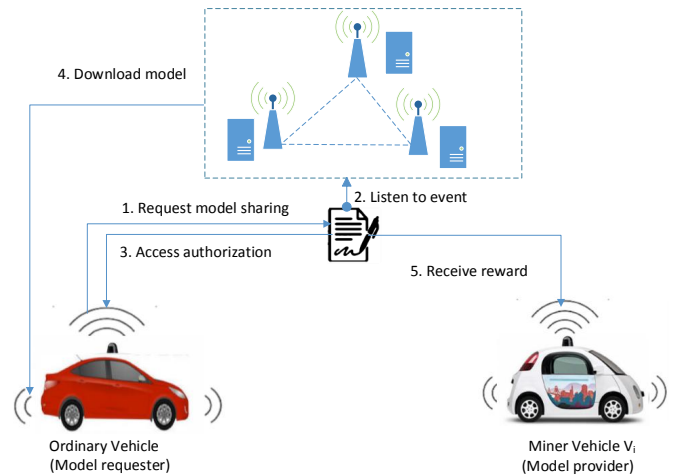 4. Download model
2. Listen to event
1. Request model sharing
3. Access authorization
5. Receive reward
Ordinary Vehicle
(Model requester)
Miner Vehicle Vᵢ
(Model provider)